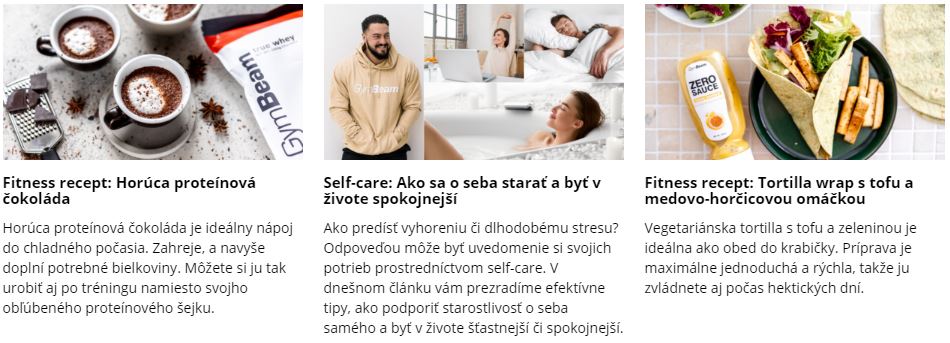 true whey
GymBeam
GymBeam
ZERO
SAUCE
Fitness recept: Horúca proteínová
čokoláda
Horúca proteínová čokoláda je ideálny nápoj
do chladného počasia. Zahreje, a navyše
doplní potrebné bielkoviny. Môžete si ju tak
urobiť aj po tréningu namiesto svojho
obľúbeného proteínového šejku.
Self-care: Ako sa o seba starať a byť v
živote spokojnejší
Ako predísť vyhoreniu či dlhodobému stresu?
Odpoveďou môže byť uvedomenie si svojich
potrieb prostredníctvom self-care. V
dnešnom článku vám prezradíme efektívne
tipy, ako podporiť starostlivosť o seba
samého a byť v živote šťastnejší či spokojnejší.
Fitness recept: Tortilla wrap s tofu a
medovo-horčicovou omáčkou
Vegetariánska tortilla s tofu a zeleninou je
ideálna ako obed do krabičky. Príprava je
maximálne jednoduchá a rýchla, takže ju
zvládnete aj počas hektických dní.